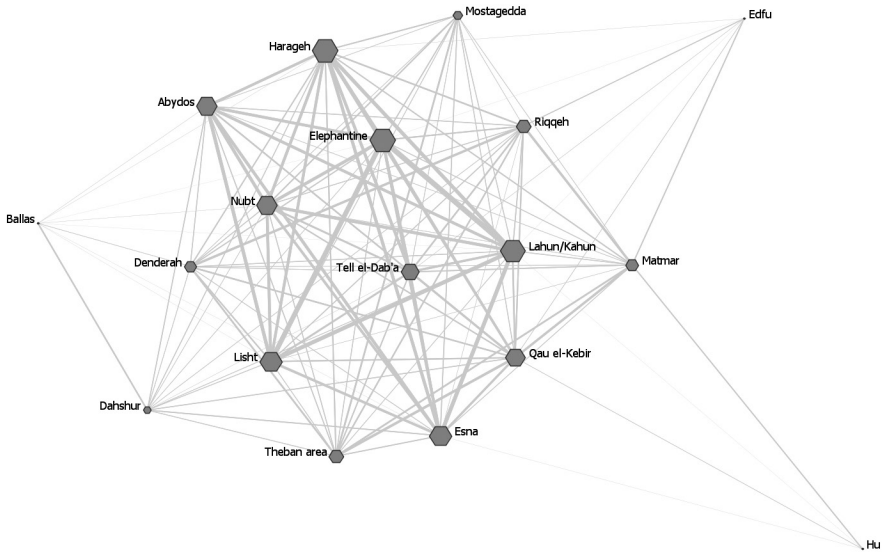 Mostagedda
Edfu
Harageh
Abydos
Riqqeh
Elephantine
Nubt
Ballas
Lahun/Kahun
Denderah
Tell el-Dab'a
Matmar
Lisht
Qau el-Kebir
Dahshur
Esna
Theban area
Hu